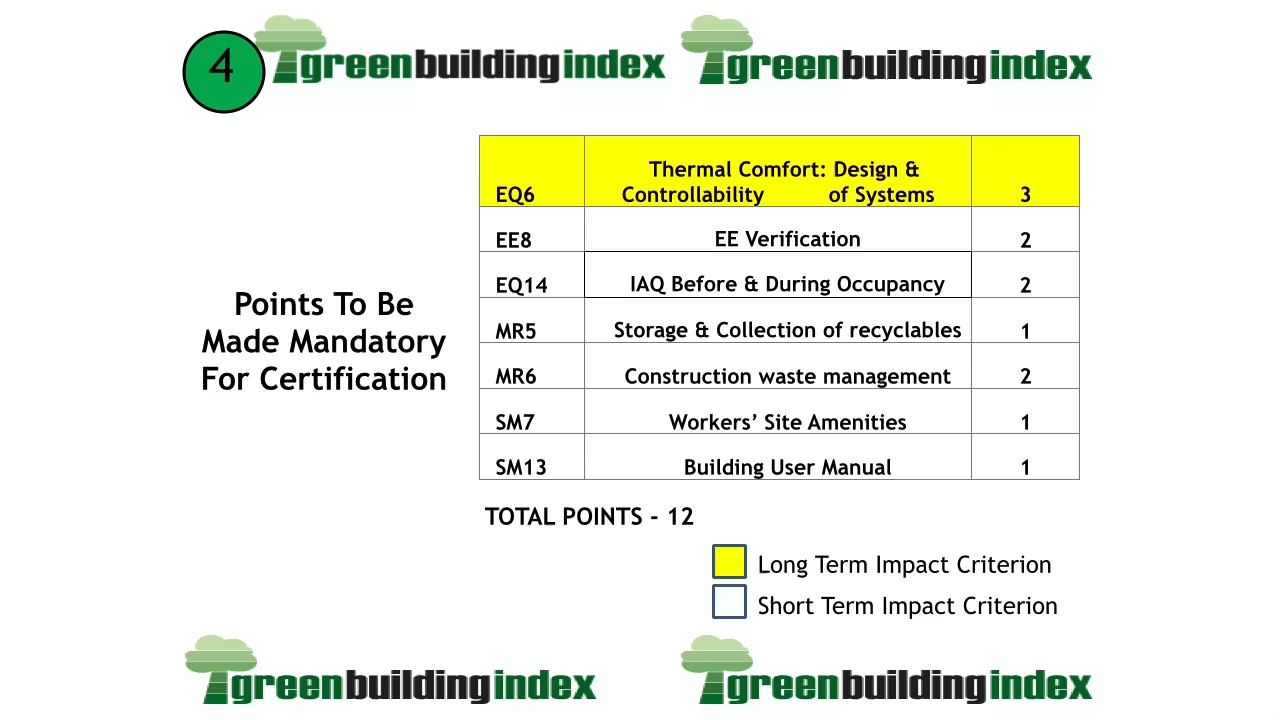 4
greenbuildingindex
greenbuildingindex
Points To Be
Made Mandatory
For Certification
EQ6
Thermal Comfort: Design &
Controllability of Systems
3
EE8
EE Verification
2
EQ14
IAQ Before & During Occupancy
2
MR5
Storage & Collection of recyclables
1
MR6
Construction waste management
2
SM7
Workers’ Site Amenities
1
SM13
Building User Manual
1
TOTAL POINTS - 12
Long Term Impact Criterion
Short Term Impact Criterion
greenbuildingindex
greenbuildingindex